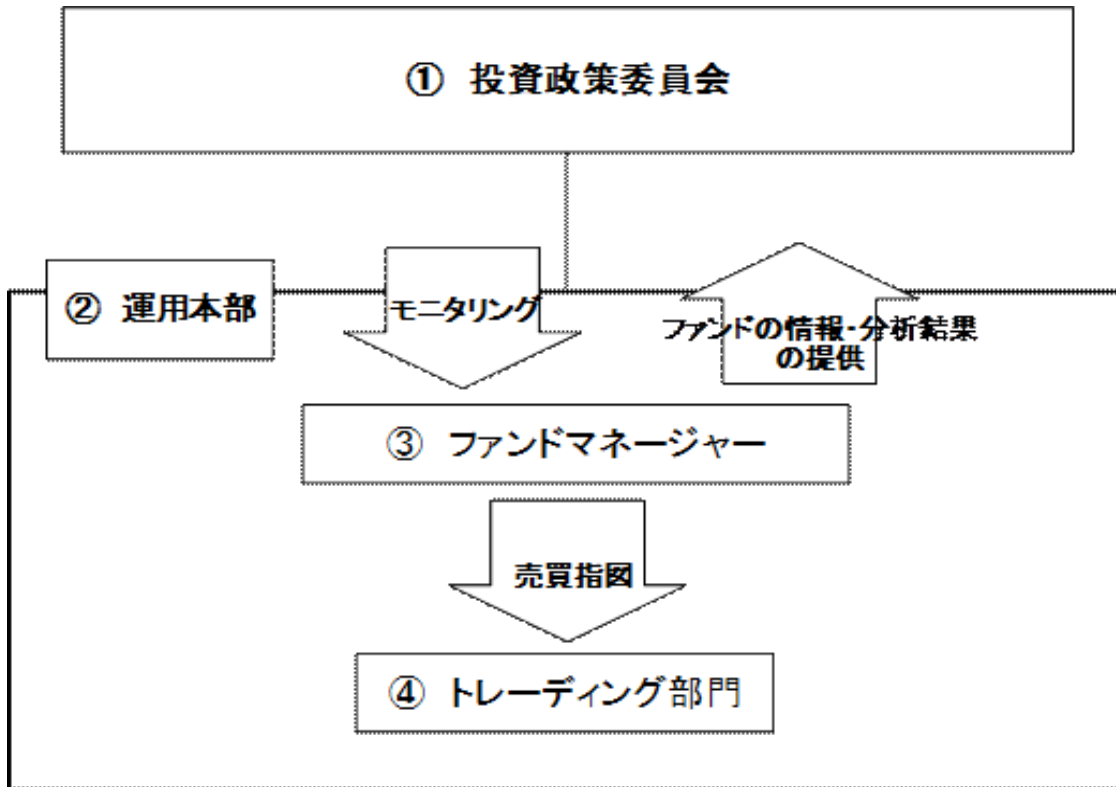 ① 投資政策委員会
② 運用本部
モニタリング
ファンドの情報・分析結果
の提供
③ ファンドマネージャー
売買指図
④ トレーディング部門